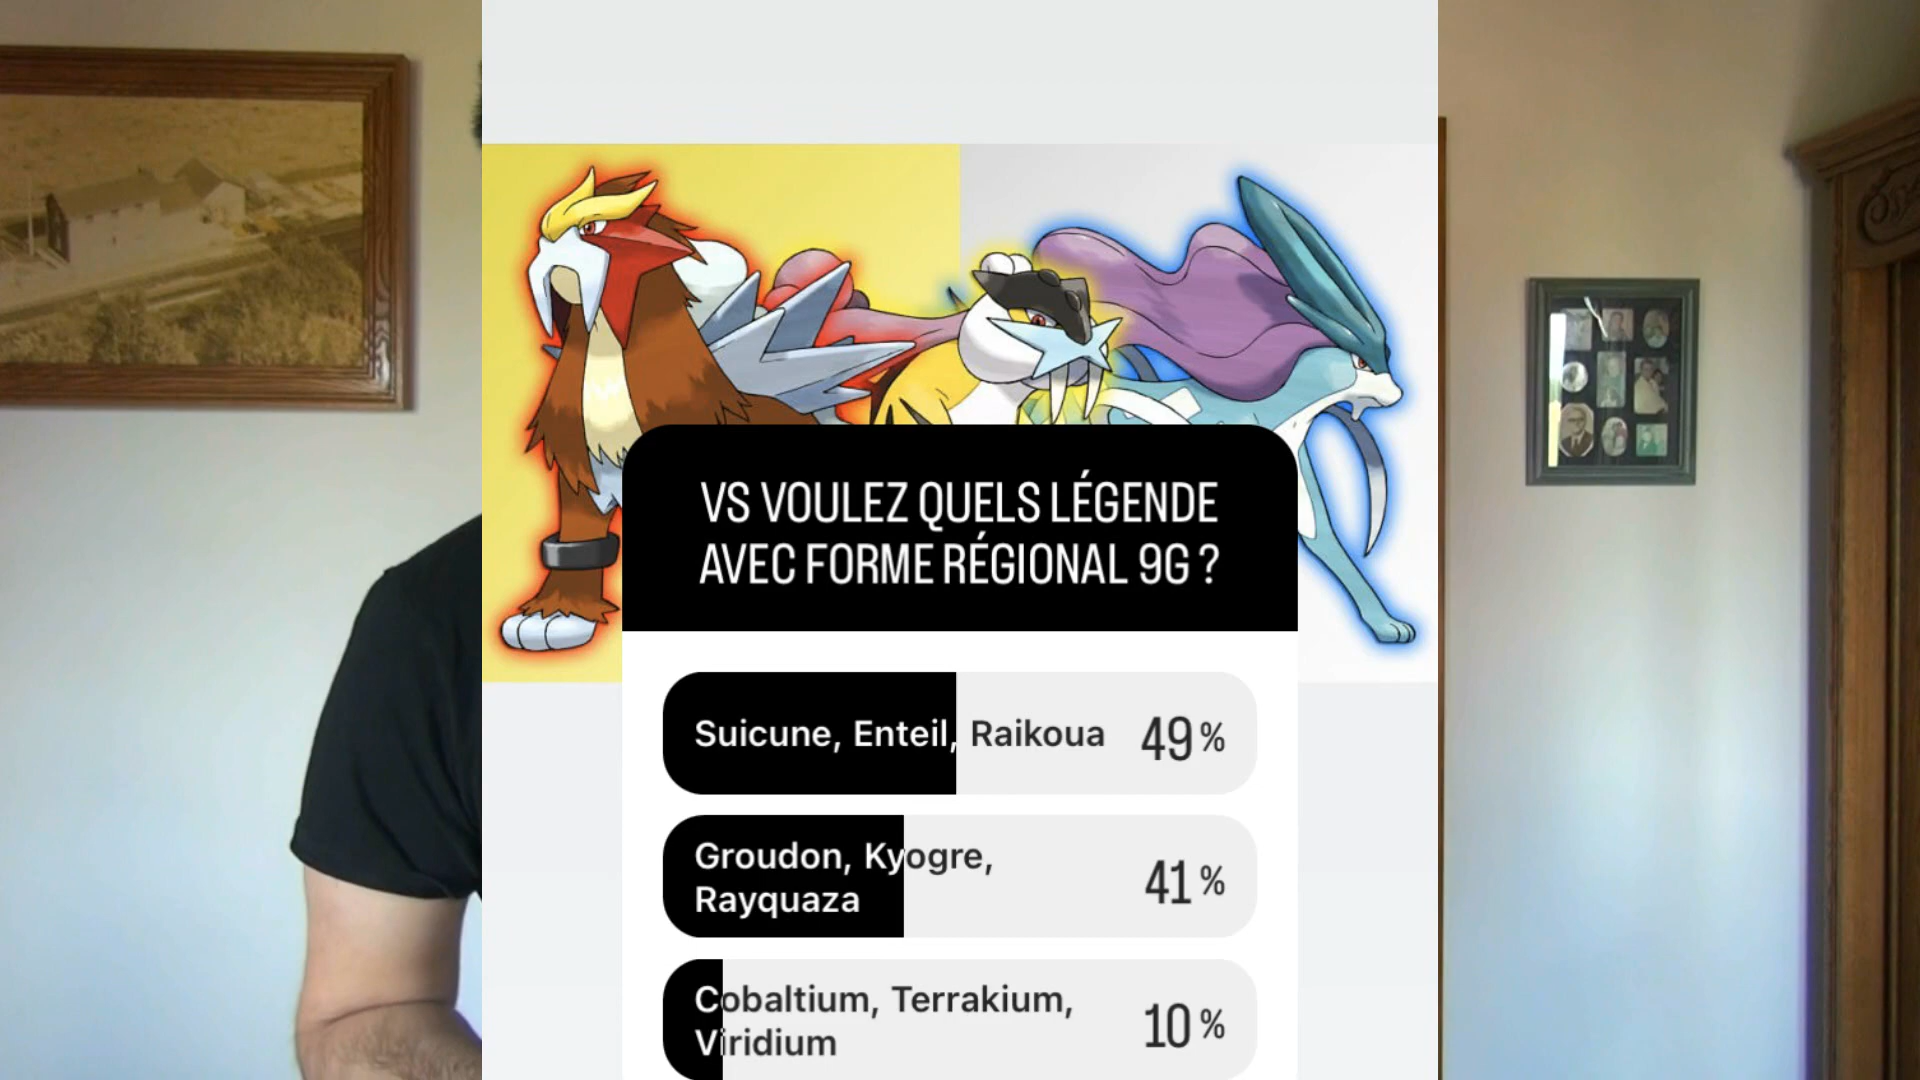 VS VOULEZ QUELS LÉGENDE
AVEC FORME RÉGIONAL 9G ?
Suicune, Enteil, Raikoua
49%
Groudon, Kyogre,
Rayquaza
41%
Cobaltium, Terrakium,
Viridium
10%